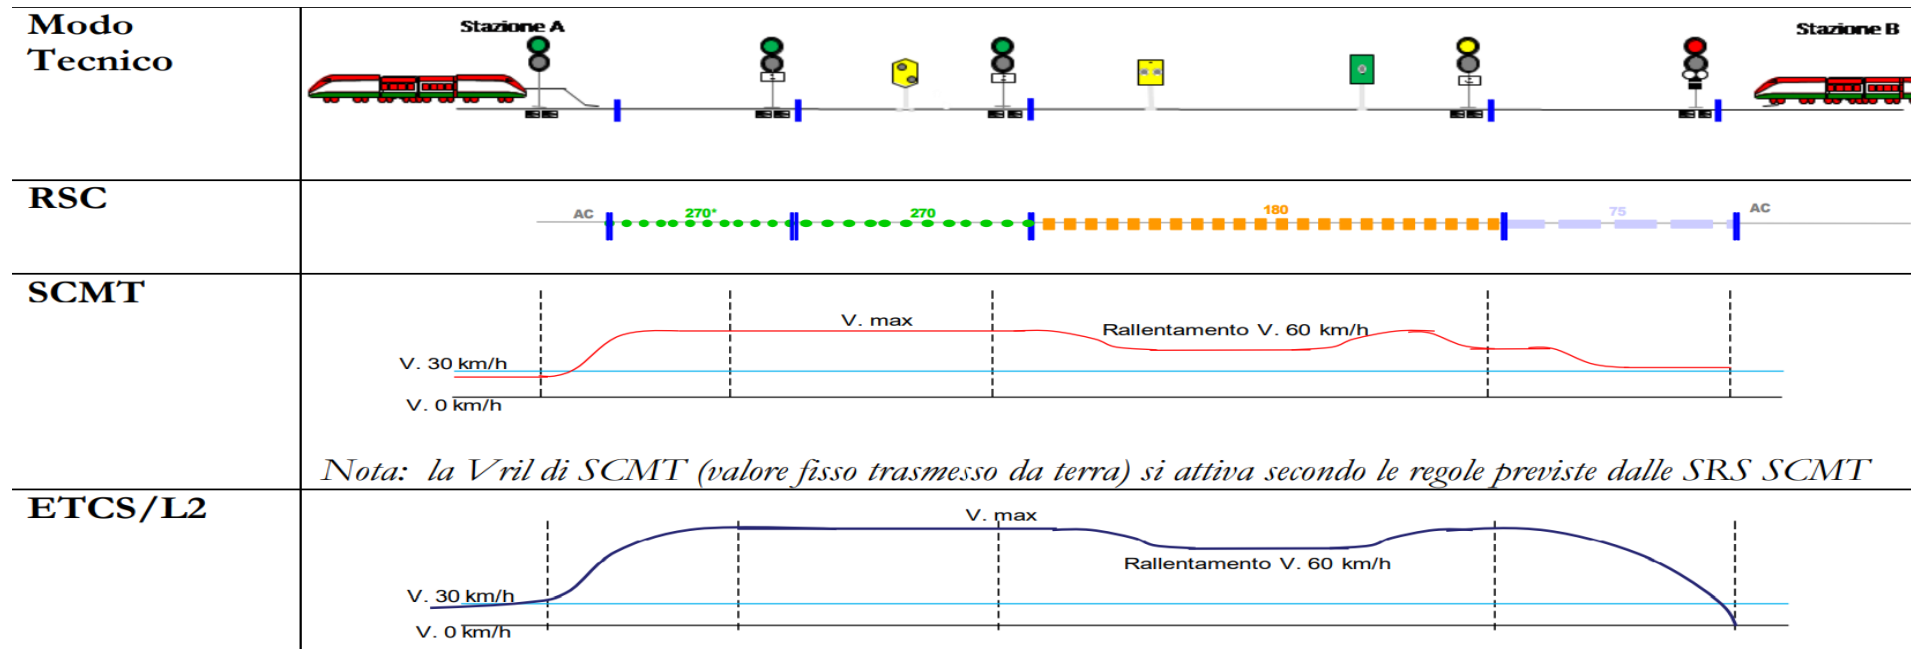 Modo
Tecnico
Stazione A
Stazione B
RSC
AC
270*
270
180
75
AC
SCMT
V. max
Rallentamento V. 60 km/h
V. 30 km/h
V. 0 km/h
Nota: la Vril di SCMT (valore fisso trasmesso da terra) si attiva secondo le regole previste dalle SRS SCMT
ETCS/L2
V. max
Rallentamento V. 60 km/h
V. 30 km/h
V. 0 km/h